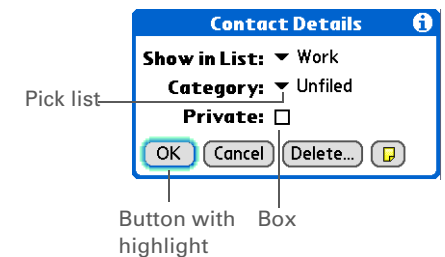 Contact Details
Show in List: Work
Category: Unfiled
Pick list
Private:
OK Cancel Delete...
Button with Box
highlight